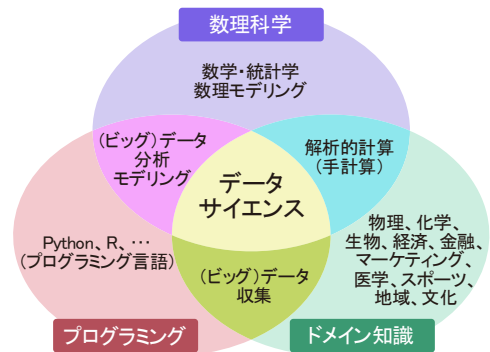 数理科学
数学・統計学
数理モデリング
(ビッグ)データ
分析
モデリング
解析的計算
(手計算)
データ
サイエンス
Python、R、…
(プログラミング言語)
物理、化学、
生物、経済、金融、
マーケティング、
医学、スポーツ、
地域、文化
(ビッグ)データ
収集
プログラミング
ドメイン知識